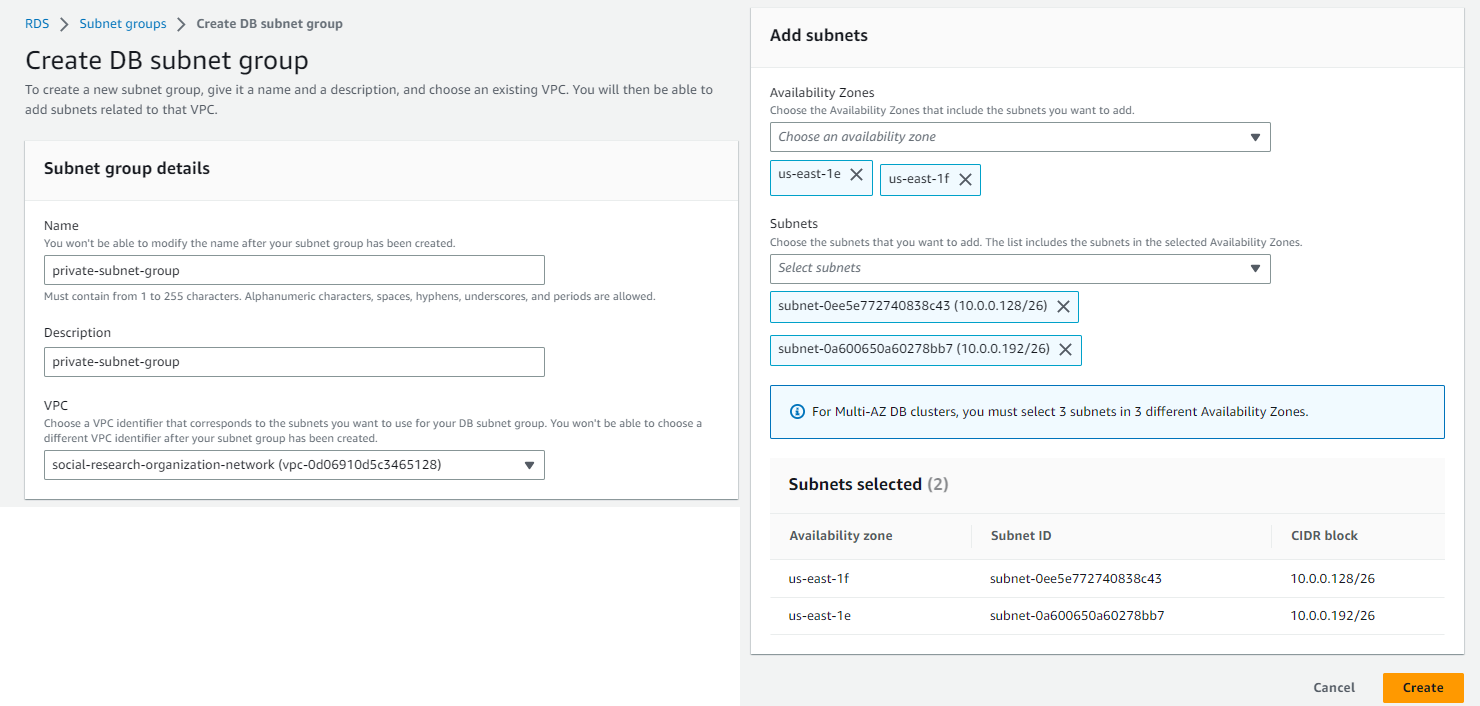 RDS > Subnet groups > Create DB subnet group
Create DB subnet group
To create a new subnet group, give it a name and a description, and choose an existing VPC. You will then be able to
add subnets related to that VPC.
Subnet group details
Name
You won't be able to modify the name after your subnet group has been created.
private-subnet-group
Must contain from 1 to 255 characters. Alphanumeric characters, spaces, hyphens, underscores, and periods are allowed.
Description
private-subnet-group
VPC
Choose a VPC identifier that corresponds to the subnets you want to use for your DB subnet group. You won't be able to choose a
different VPC identifier after your subnet group has been created.
social-research-organization-network (vpc-0d06910d5c3465128)
Add subnets
Availability Zones
Choose the Availability Zones that include the subnets you want to add.
Choose an availability zone
us-east-1e us-east-1f
Subnets
Choose the subnets that you want to add. The list includes the subnets in the selected Availability Zones.
Select subnets
subnet-0ee5e772740838c43 (10.0.0.128/26)
subnet-0a600650a60278bb7 (10.0.0.192/26)
For Multi-AZ DB clusters, you must select 3 subnets in 3 different Availability Zones.
Subnets selected (2)
Availability zone Subnet ID CIDR block
us-east-1f subnet-0ee5e772740838c43 10.0.0.128/26
us-east-1e subnet-0a600650a60278bb7 10.0.0.192/26
Cancel Create